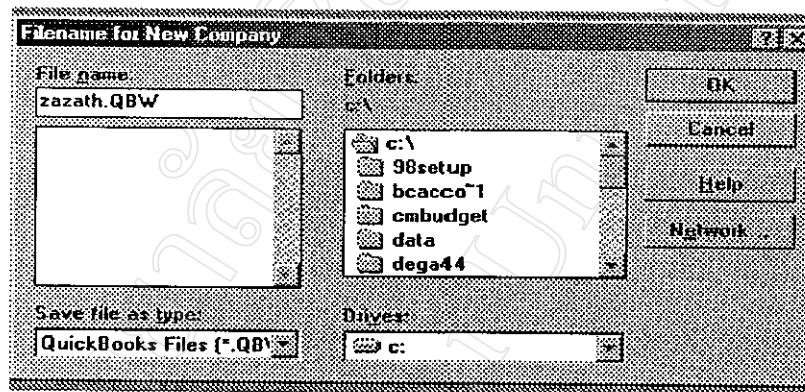 Filename for New Company
File name:
zazath.QBW
Folders:
c:\
c:\
98setup
bcacco~1
cmbudget
data
dega44
OK
Cancel
Help
Network...
Save file as type:
QuickBooks Files (*.QBW
Drives:
c: